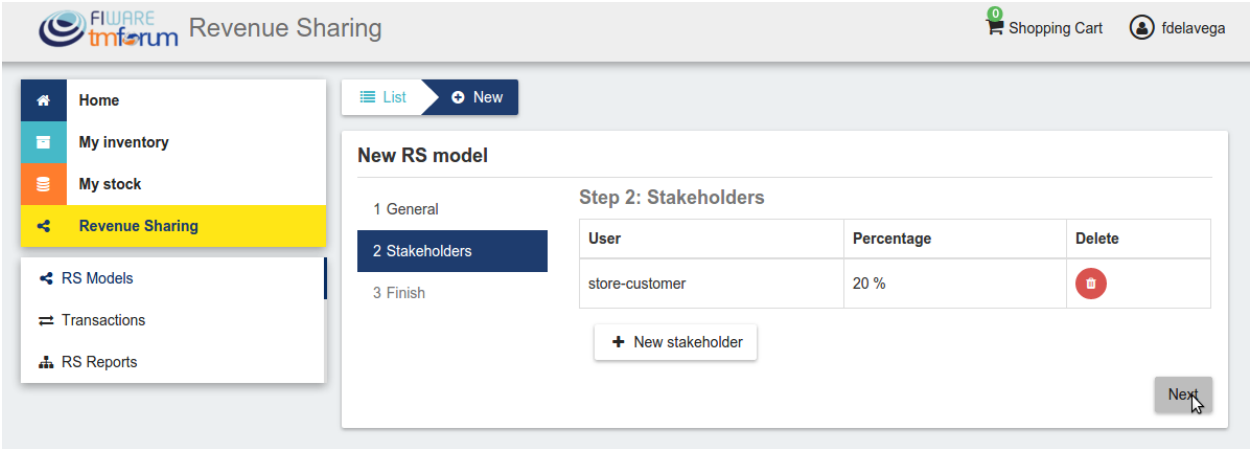 FIWARE
tmforum
Revenue Sharing
0
Shopping Cart
fdelavega
Home
My inventory
My stock
Revenue Sharing
RS Models
Transactions
RS Reports
List
New
New RS model
1 General
2 Stakeholders
3 Finish
Step 2: Stakeholders
User Percentage Delete
store-customer 20 %
New stakeholder
Next